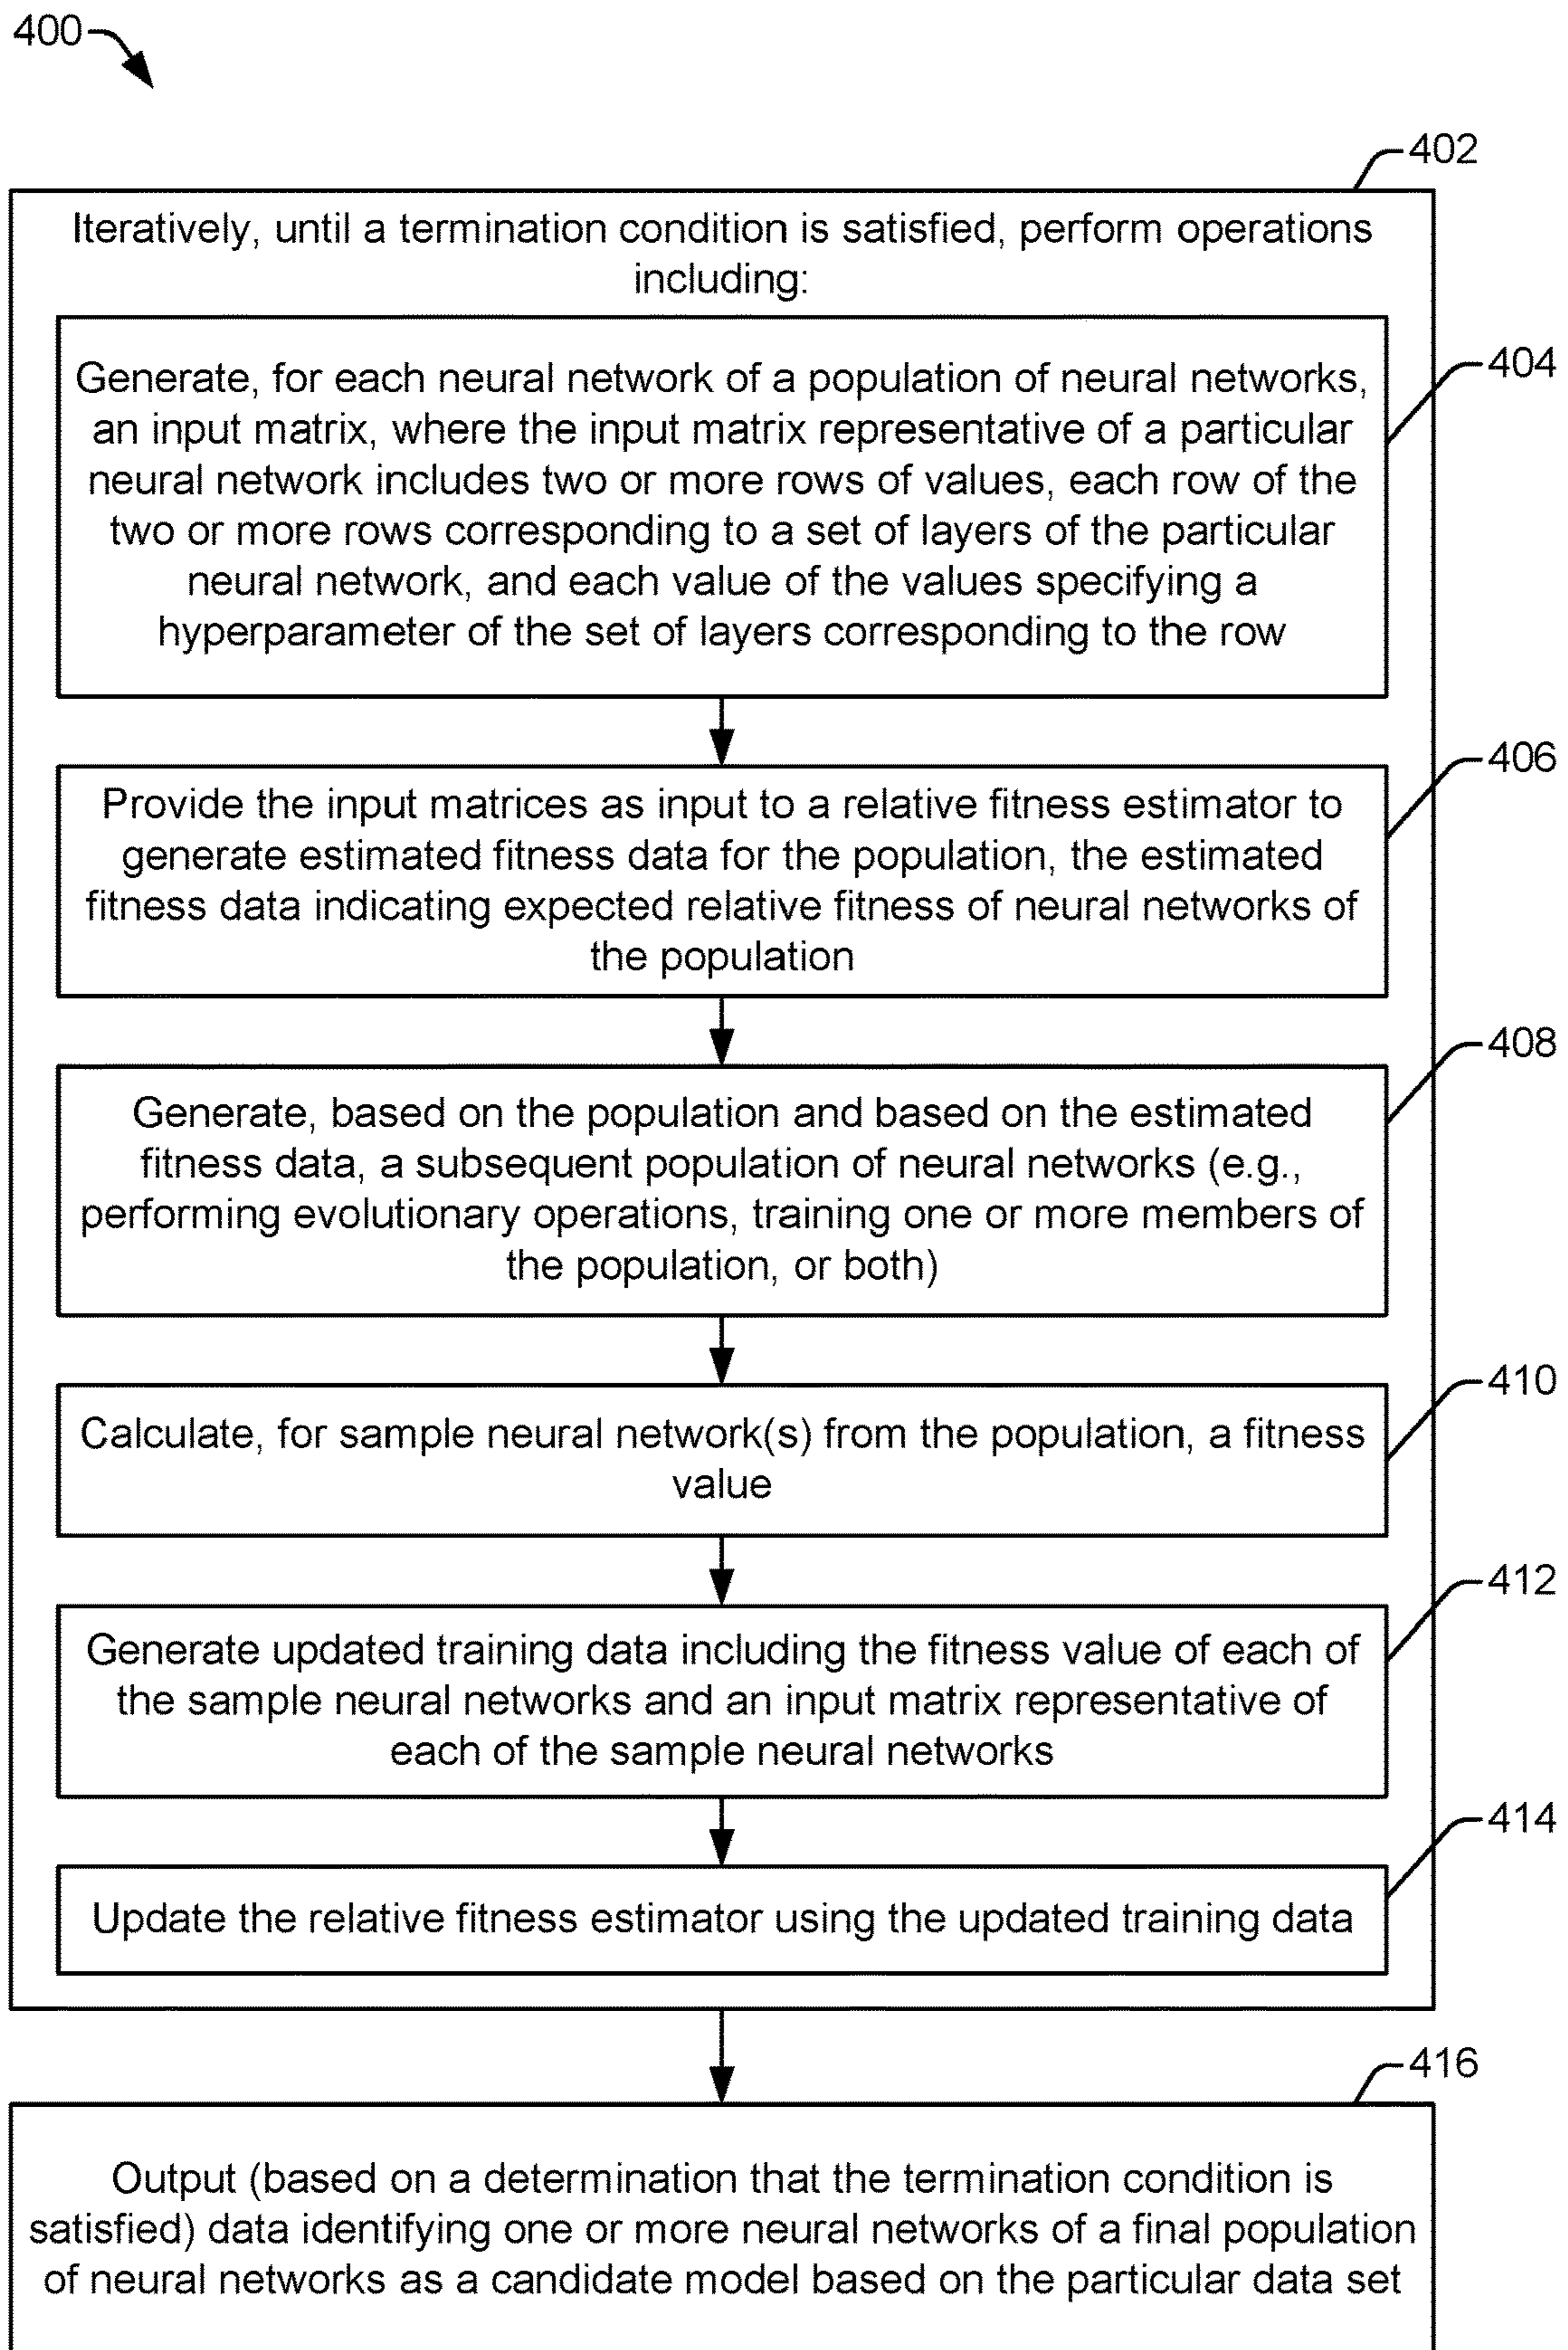 400
402
Iteratively, until a termination condition is satisfied, perform operations
including:
404
Generate, for each neural network of a population of neural networks,
an input matrix, where the input matrix representative of a particular
neural network includes two or more rows of values, each row of the
two or more rows corresponding to a set of layers of the particular
neural network, and each value of the values specifying a
hyperparameter of the set of layers corresponding to the row
406
Provide the input matrices as input to a relative fitness estimator to
generate estimated fitness data for the population, the estimated
fitness data indicating expected relative fitness of neural networks of
the population
408
Generate, based on the population and based on the estimated
fitness data, a subsequent population of neural networks (e.g.,
performing evolutionary operations, training one or more members of
the population, or both)
410
Calculate, for sample neural network(s) from the population, a fitness
value
412
Generate updated training data including the fitness value of each of
the sample neural networks and an input matrix representative of
each of the sample neural networks
414
Update the relative fitness estimator using the updated training data
416
Output (based on a determination that the termination condition is
satisfied) data identifying one or more neural networks of a final population
of neural networks as a candidate model based on the particular data set